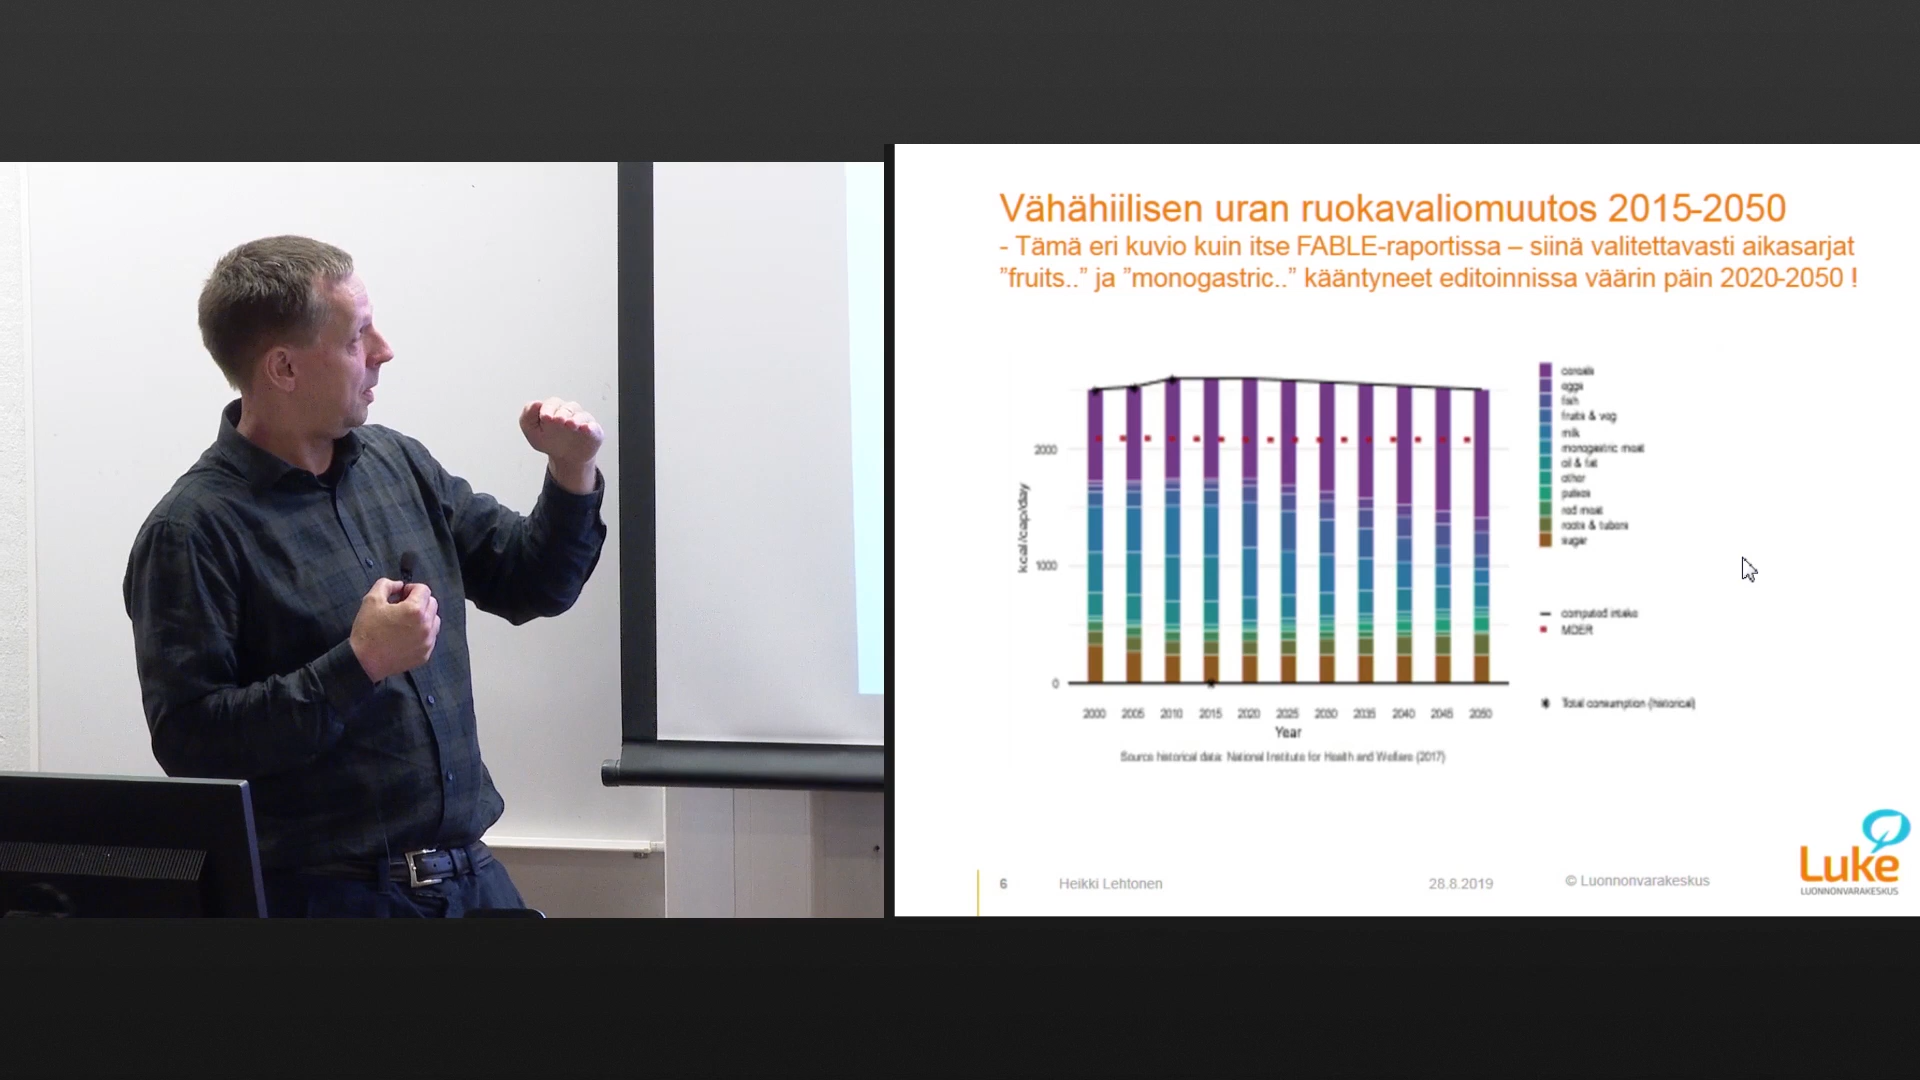 Vähähiilisen uran ruokavaliomuutos 2015-2050
- Tämä eri kuvio kuin itse FABLE-raportissa – siinä valitettavasti aikasarjat
”fruits..” ja ”monogastric..” kääntyneet editoinnissa väärin päin 2020-2050 !
cereals
eggs
fish
fruits & veg
milk
monogastric meat
oil & fat
other
pulses
red meat
roots & tubers
sugar
computed intake
MDER
Total consumption (historical)
kcal/cap/day
2000
1000
0
2000 2005 2010 2015 2020 2025 2030 2035 2040 2045 2050
Year
Source historical data: National Institute for Health and Welfare (2017)
6 Heikki Lehtonen 28.8.2019 © Luonnonvarakeskus
Luke
LUONNONVARAKESKUS